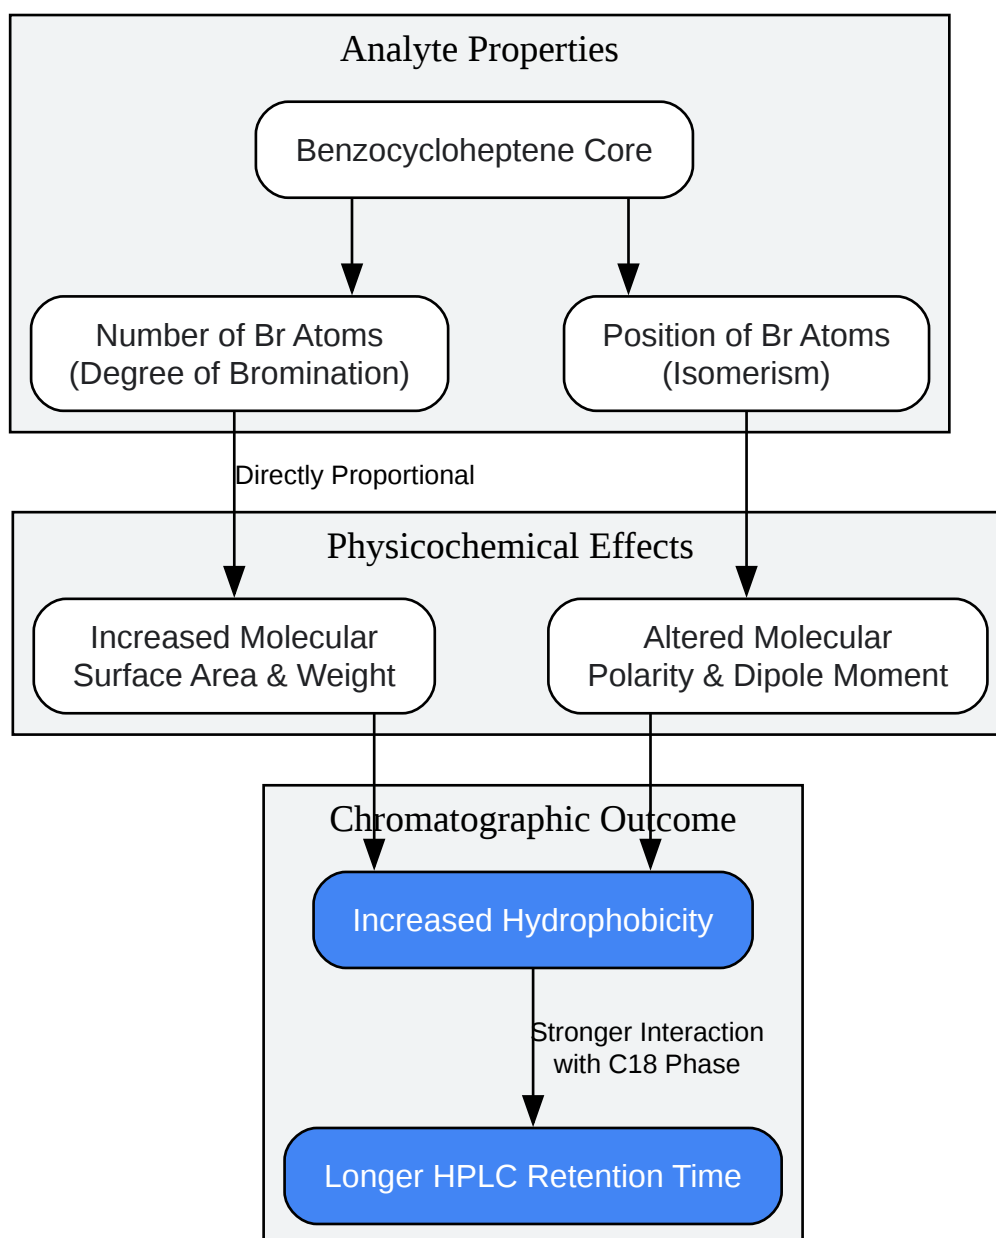 Analyte Properties
Benzocycloheptene Core
Number of Br Atoms
(Degree of Bromination)
Position of Br Atoms
(Isomerism)
Directly Proportional
Physicochemical Effects
Increased Molecular
Surface Area & Weight
Altered Molecular
Polarity & Dipole Moment
Chromatographic Outcome
Increased Hydrophobicity
Stronger Interaction
with C18 Phase
Longer HPLC Retention Time